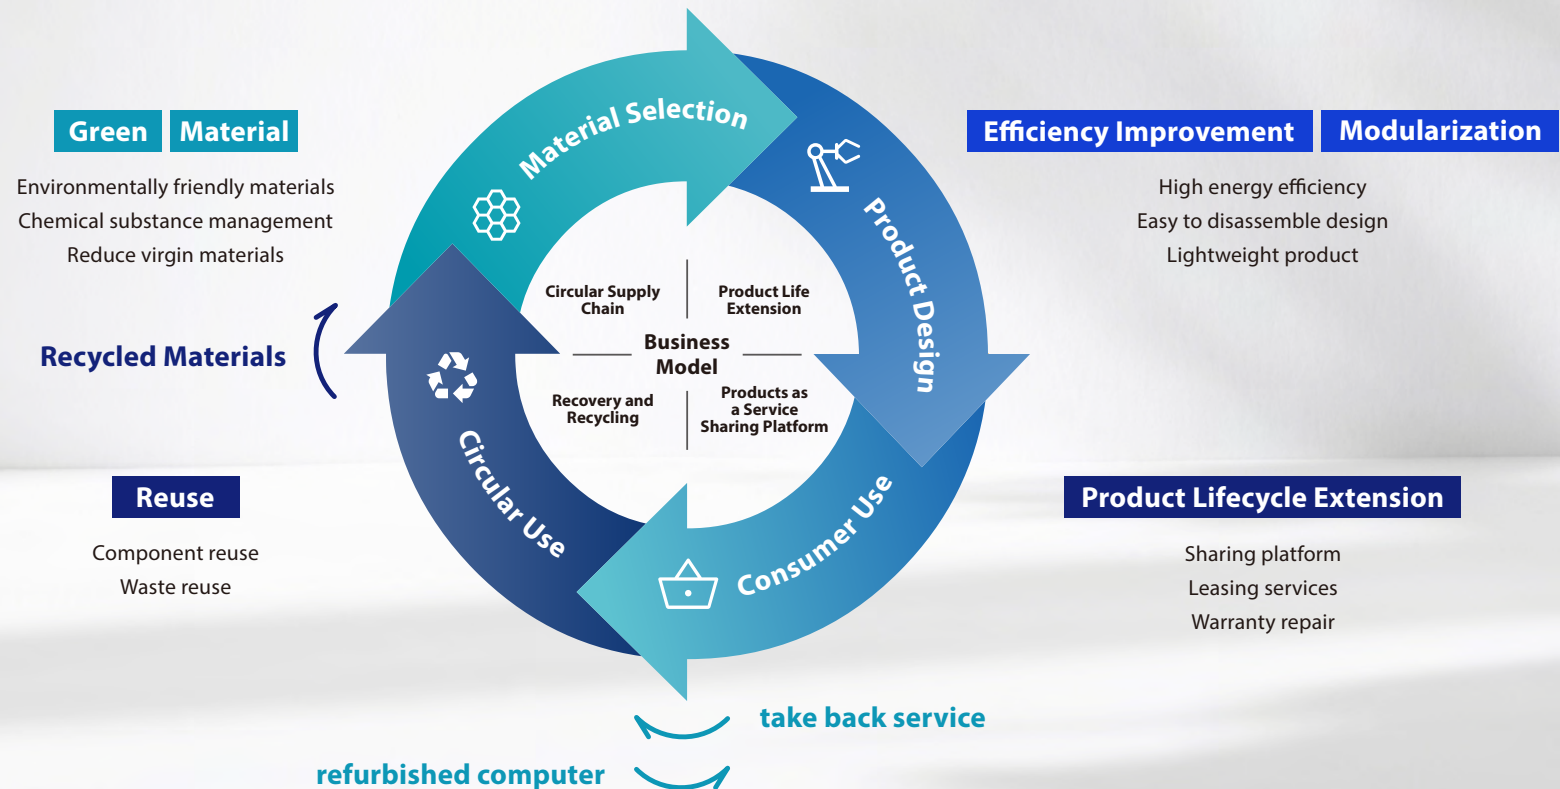 Green Material
Environmentally friendly materials
Chemical substance management
Reduce virgin materials
Material Selection
Efficiency Improvement Modularization
High energy efficiency
Easy to disassemble design
Lightweight product
Product Design
Circular Supply
Chain
Product Life
Extension
Business
Model
Recovery and
Recycling
Products as
a Service
Sharing Platform
Recycled Materials
Circular Use
Consumer Use
Reuse
Component reuse
Waste reuse
Product Lifecycle Extension
Sharing platform
Leasing services
Warranty repair
take back service
refurbished computer